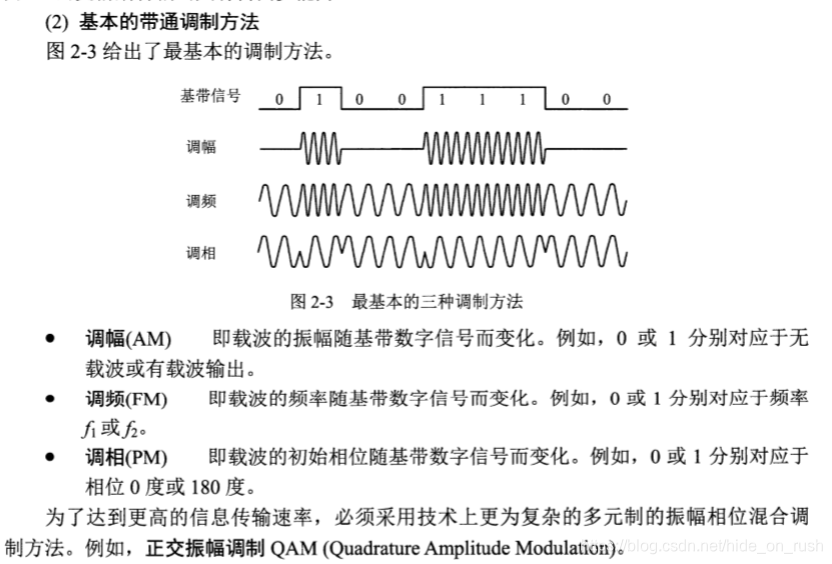 (2) 基本的带通调制方法
图 2-3 给出了最基本的调制方法。
基带信号 0 1 0 0 1 1 1 0 0
调幅
调频
调相
图 2-3 最基本的三种调制方法
● 调幅(AM) 即载波的振幅随基带数字信号而变化。例如，0 或 1 分别对应于无
载波或有载波输出。
● 调频(FM) 即载波的频率随基带数字信号而变化。例如，0 或 1 分别对应于频率
f1 或 f2。
● 调相(PM) 即载波的初始相位随基带数字信号而变化。例如，0 或 1 分别对应于
相位 0 度或 180 度。
为了达到更高的信息传输速率，必须采用技术上更为复杂的多元制的振幅相位混合调
制方法。例如，正交振幅调制 QAM (Quadrature Amplitude Modulation)。
blog.csdn.net/hide_on_rush